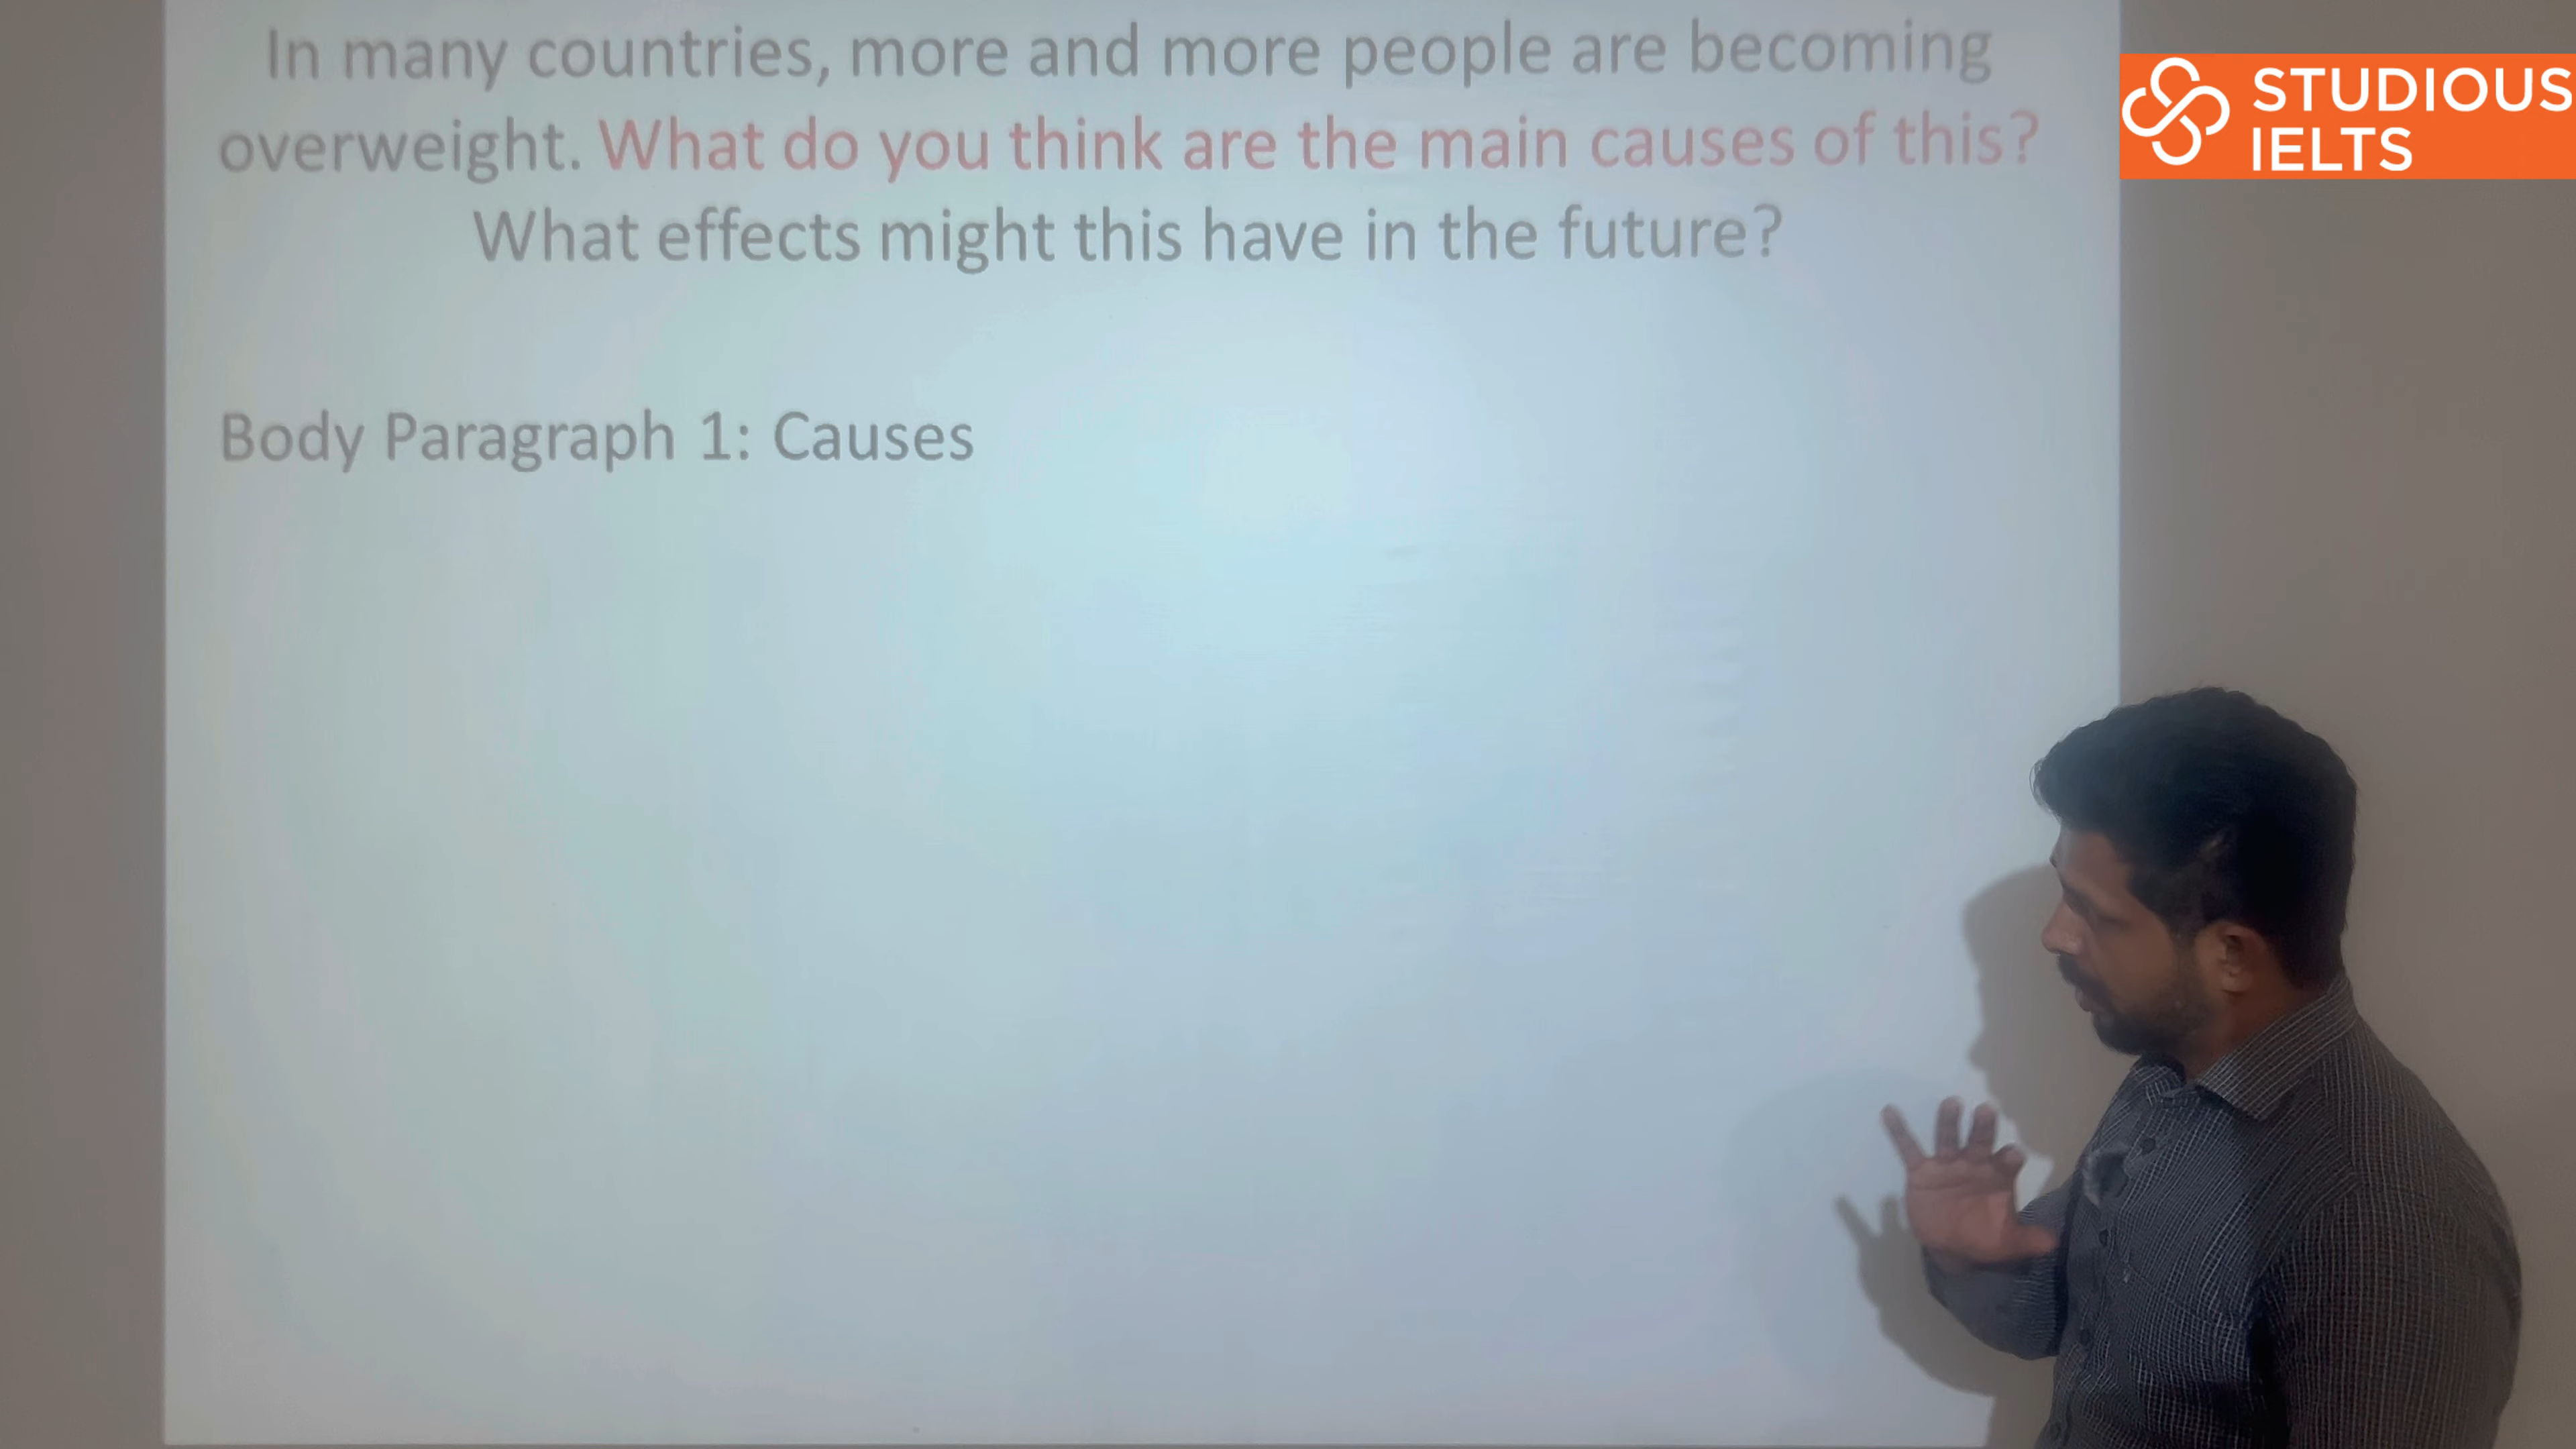 In many countries, more and more people are becoming
overweight. What do you think are the main causes of this?
What effects might this have in the future?
STUDIOUS
IELTS
Body Paragraph 1: Causes